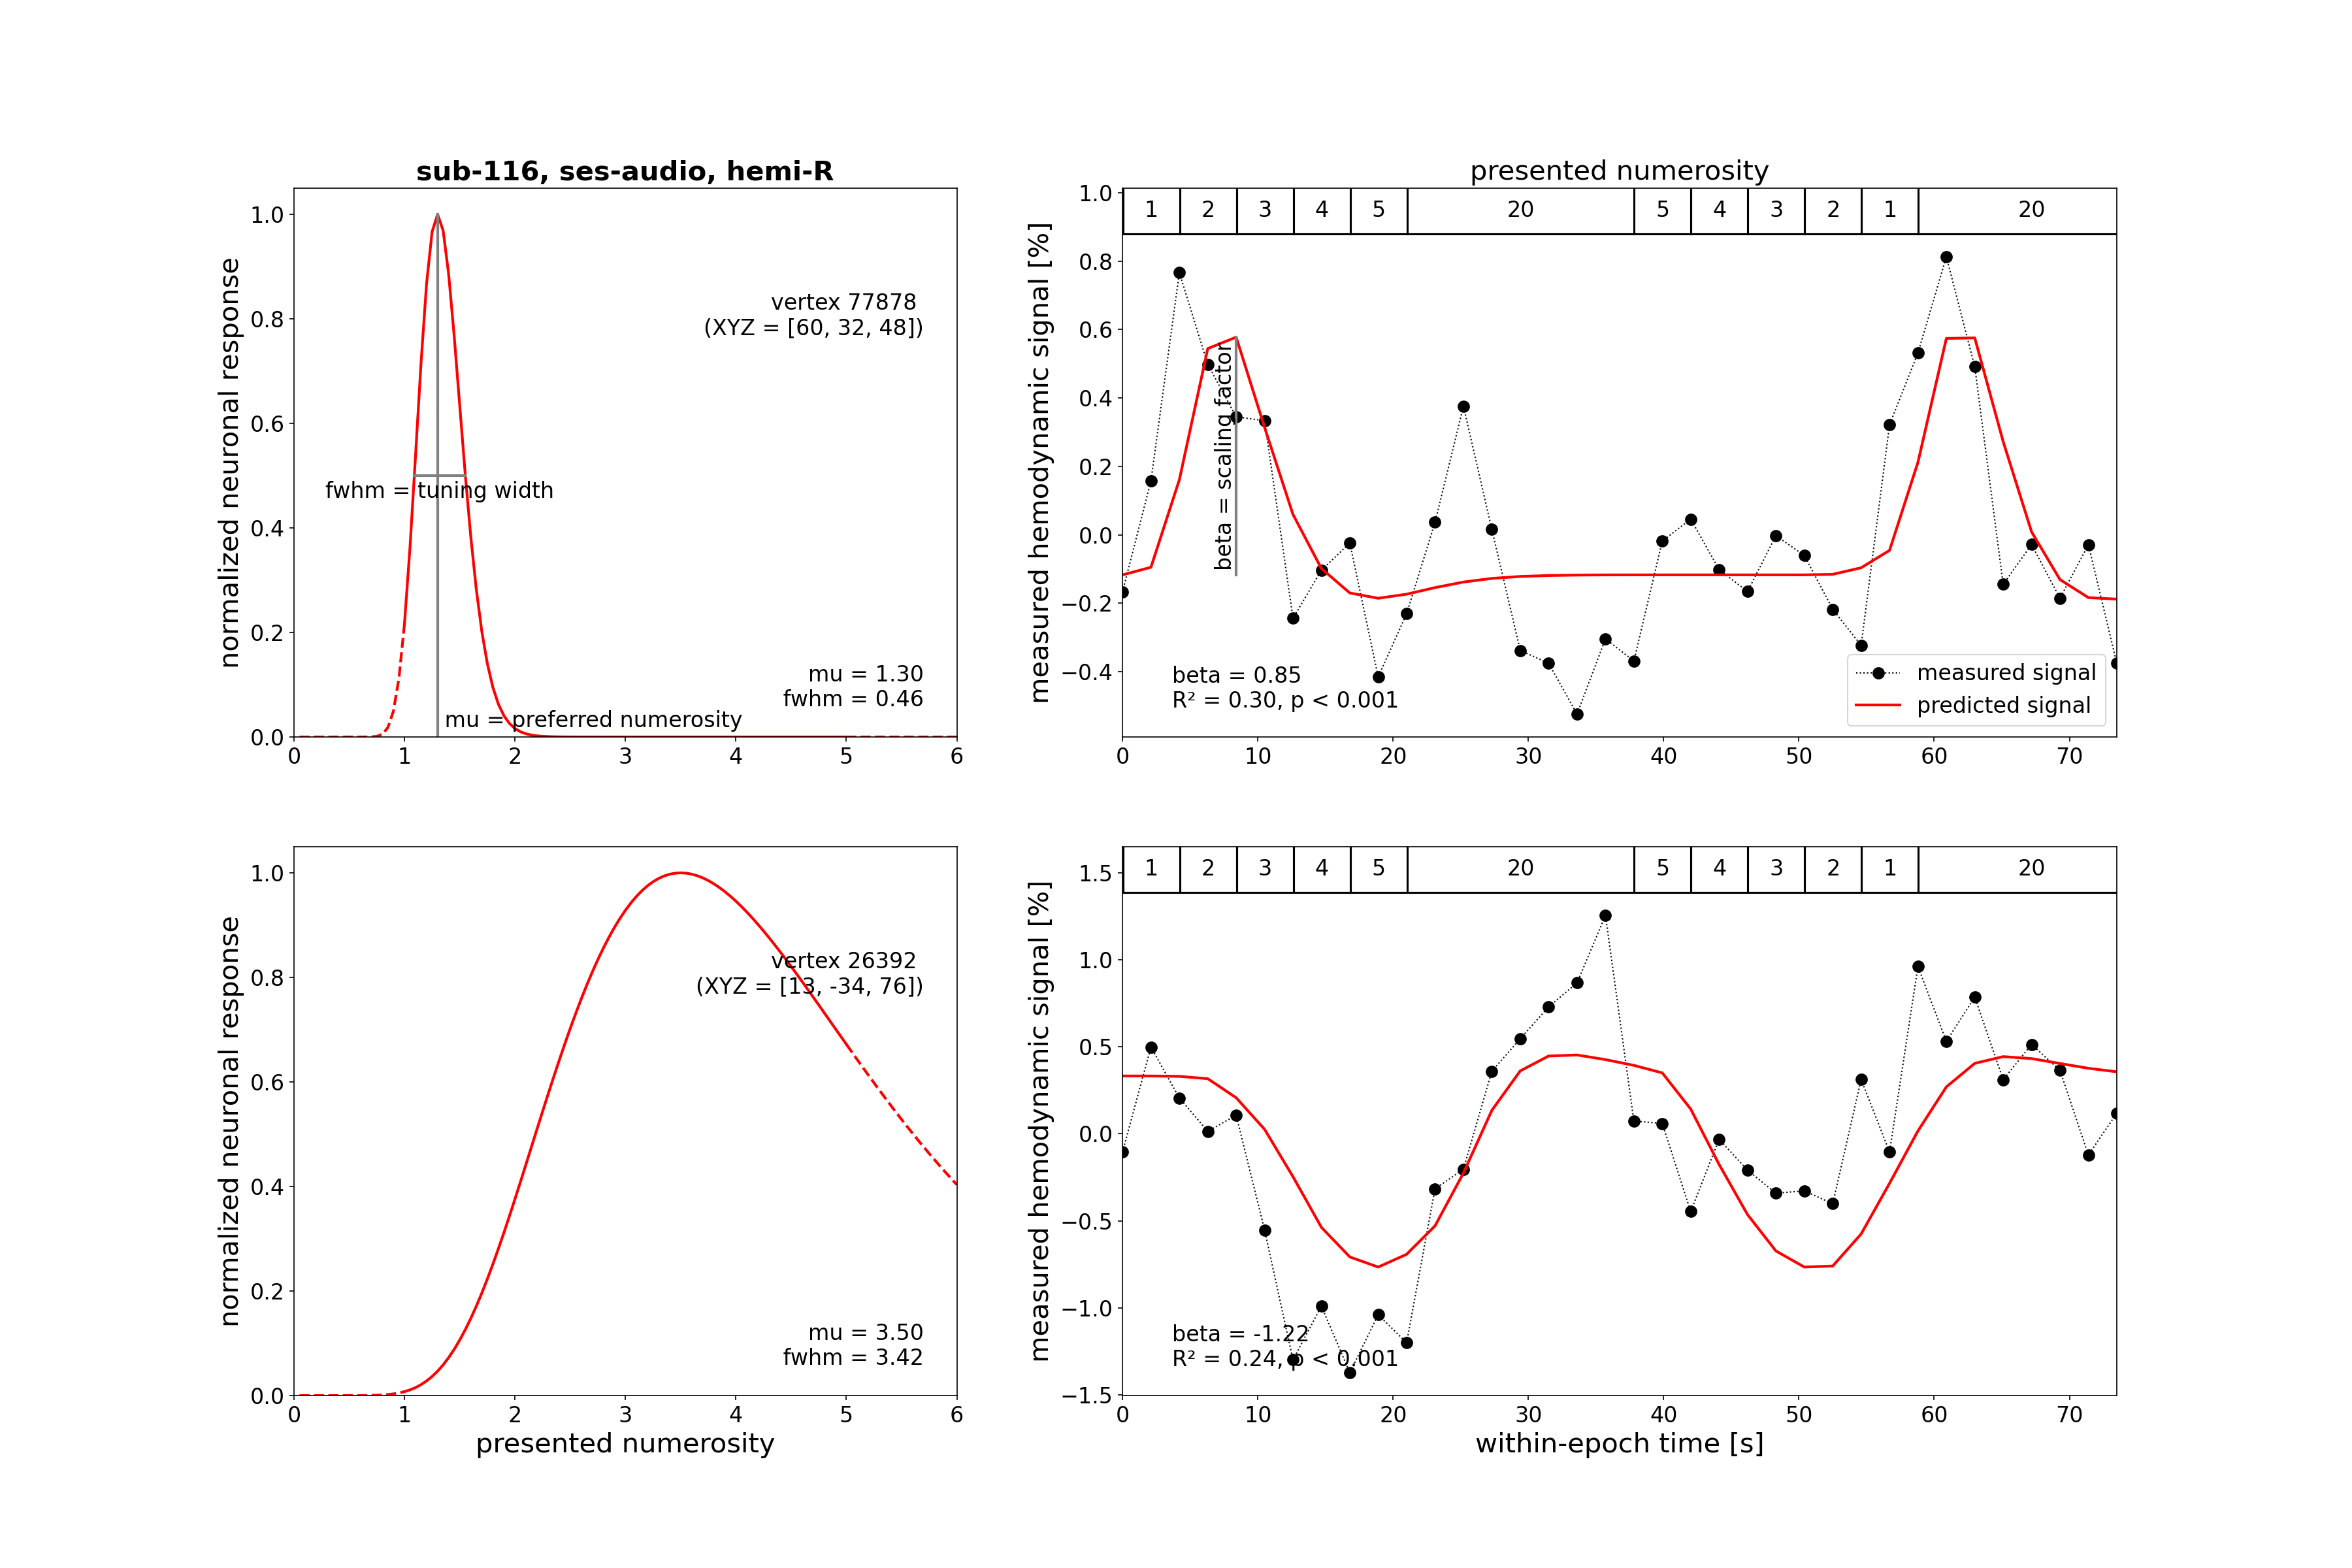 sub-116, ses-audio, hemi-R
normalized neuronal response
1.0
0.8
0.6
0.4
0.2
0.0
vertex 77878
(XYZ = [60, 32, 48])
fwhm = tuning width
mu = 1.30
fwhm = 0.46
mu = preferred numerosity
0 1 2 3 4 5 6
presented numerosity
measured hemodynamic signal [%]
1 2 3 4 5 20 5 4 3 2 1 20
1.0
0.8
0.6
0.4
0.2
0.0
−0.2
−0.4
beta = scaling factor
beta = 0.85
R² = 0.30, p < 0.001
measured signal
predicted signal
0 10 20 30 40 50 60 70
normalized neuronal response
1.0
0.8
0.6
0.4
0.2
0.0
vertex 26392
(XYZ = [13, -34, 76])
mu = 3.50
fwhm = 3.42
0 1 2 3 4 5 6
presented numerosity
measured hemodynamic signal [%]
1 2 3 4 5 20 5 4 3 2 1 20
1.5
1.0
0.5
0.0
−0.5
−1.0
−1.5
beta = -1.22
R² = 0.24, p < 0.001
0 10 20 30 40 50 60 70
within-epoch time [s]